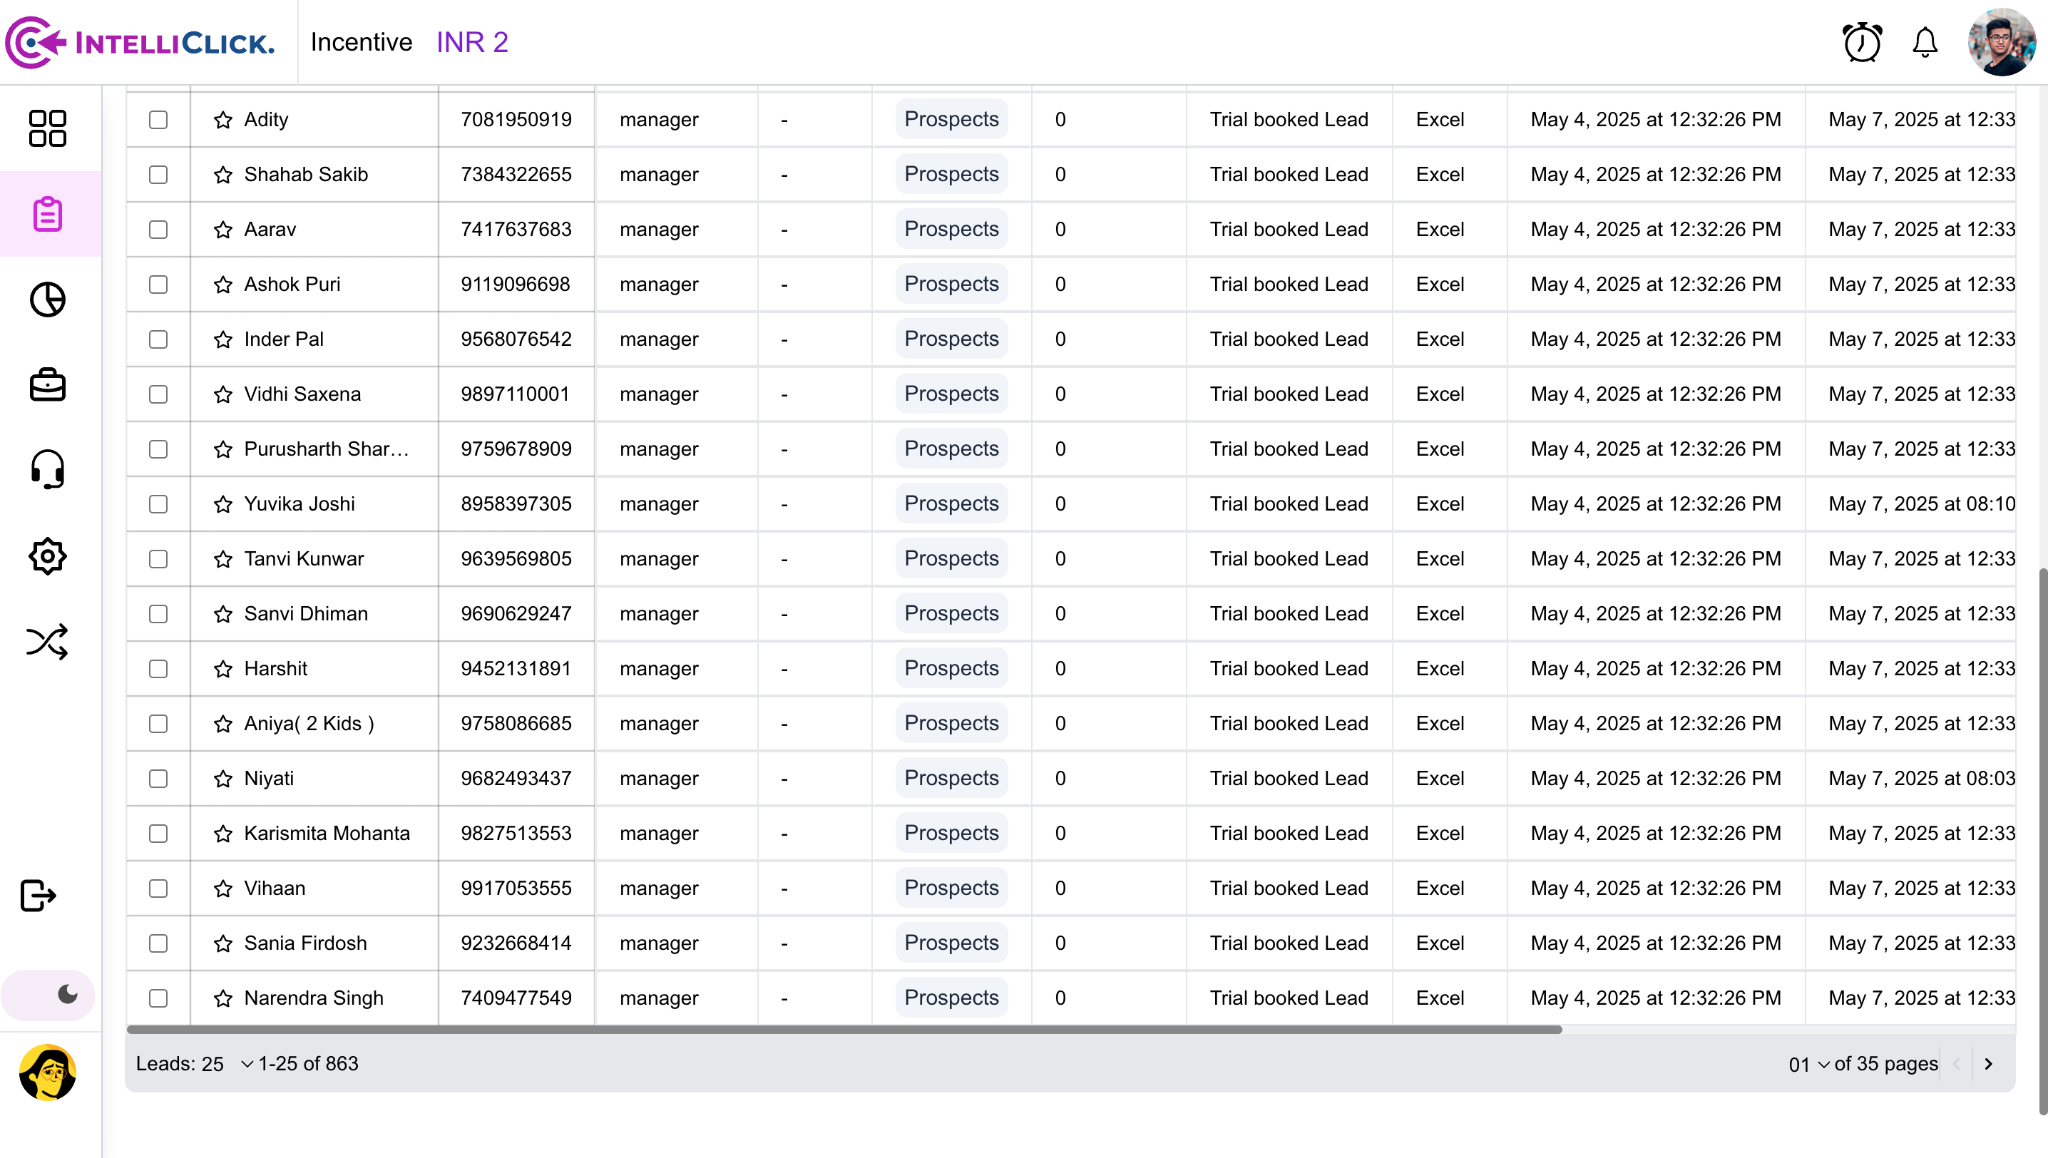 INTELLICLICK. Incentive INR 2
Adity 7081950919 manager - Prospects 0 Trial booked Lead Excel May 4, 2025 at 12:32:26 PM May 7, 2025 at 12:33
Shahab Sakib 7384322655 manager - Prospects 0 Trial booked Lead Excel May 4, 2025 at 12:32:26 PM May 7, 2025 at 12:33
Aarav 7417637683 manager - Prospects 0 Trial booked Lead Excel May 4, 2025 at 12:32:26 PM May 7, 2025 at 12:33
Ashok Puri 9119096698 manager - Prospects 0 Trial booked Lead Excel May 4, 2025 at 12:32:26 PM May 7, 2025 at 12:33
Inder Pal 9568076542 manager - Prospects 0 Trial booked Lead Excel May 4, 2025 at 12:32:26 PM May 7, 2025 at 12:33
Vidhi Saxena 9897110001 manager - Prospects 0 Trial booked Lead Excel May 4, 2025 at 12:32:26 PM May 7, 2025 at 12:33
Purusharth Shar... 9759678909 manager - Prospects 0 Trial booked Lead Excel May 4, 2025 at 12:32:26 PM May 7, 2025 at 12:33
Yuvika Joshi 8958397305 manager - Prospects 0 Trial booked Lead Excel May 4, 2025 at 12:32:26 PM May 7, 2025 at 08:10
Tanvi Kunwar 9639569805 manager - Prospects 0 Trial booked Lead Excel May 4, 2025 at 12:32:26 PM May 7, 2025 at 12:33
Sanvi Dhiman 9690629247 manager - Prospects 0 Trial booked Lead Excel May 4, 2025 at 12:32:26 PM May 7, 2025 at 12:33
Harshit 9452131891 manager - Prospects 0 Trial booked Lead Excel May 4, 2025 at 12:32:26 PM May 7, 2025 at 12:33
Aniya( 2 Kids ) 9758086685 manager - Prospects 0 Trial booked Lead Excel May 4, 2025 at 12:32:26 PM May 7, 2025 at 12:33
Niyati 9682493437 manager - Prospects 0 Trial booked Lead Excel May 4, 2025 at 12:32:26 PM May 7, 2025 at 08:03
Karismita Mohanta 9827513553 manager - Prospects 0 Trial booked Lead Excel May 4, 2025 at 12:32:26 PM May 7, 2025 at 12:33
Vihaan 9917053555 manager - Prospects 0 Trial booked Lead Excel May 4, 2025 at 12:32:26 PM May 7, 2025 at 12:33
Sania Firdosh 9232668414 manager - Prospects 0 Trial booked Lead Excel May 4, 2025 at 12:32:26 PM May 7, 2025 at 12:33
Narendra Singh 7409477549 manager - Prospects 0 Trial booked Lead Excel May 4, 2025 at 12:32:26 PM May 7, 2025 at 12:33
Leads: 25 1-25 of 863 01 of 35 pages